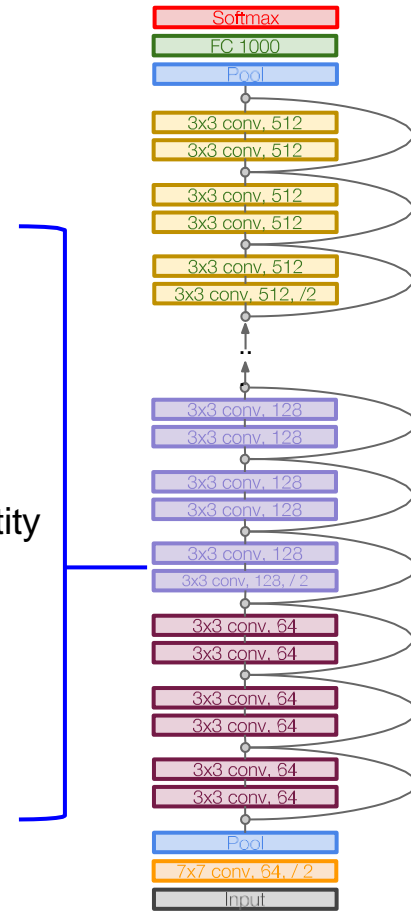 Softmax
FC 1000
Pool
3x3 conv, 512
3x3 conv, 512
3x3 conv, 512
3x3 conv, 512
3x3 conv, 512
3x3 conv, 512, /2
..
.
3x3 conv, 128
3x3 conv, 128
3x3 conv, 128
3x3 conv, 128
tity
3x3 conv, 128
3x3 conv, 128, / 2
3x3 conv, 64
3x3 conv, 64
3x3 conv, 64
3x3 conv, 64
3x3 conv, 64
3x3 conv, 64
Pool
7x7 conv, 64, / 2
Input